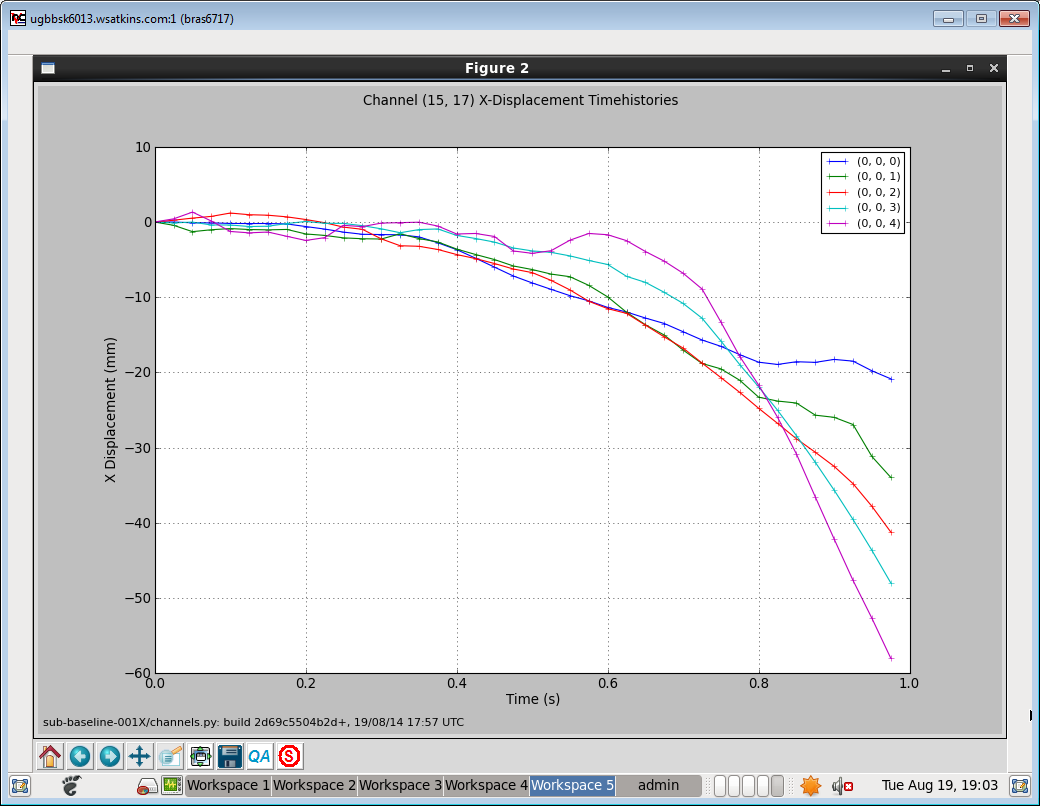 ugbbsk6013.wsatkins.com:1 (bras6717)
Figure 2
Channel (15, 17) X-Displacement Timehistories
10
0
−10
−20
−30
−40
−50
−60
X Displacement (mm)
(0, 0, 0)
(0, 0, 1)
(0, 0, 2)
(0, 0, 3)
(0, 0, 4)
0.0 0.2 0.4 0.6 0.8 1.0
Time (s)
sub-baseline-001X/channels.py: build 2d69c5504b2d+, 19/08/14 17:57 UTC
QA S
Workspace 1 Workspace 2 Workspace 3 Workspace 4 Workspace 5 admin Tue Aug 19, 19:03